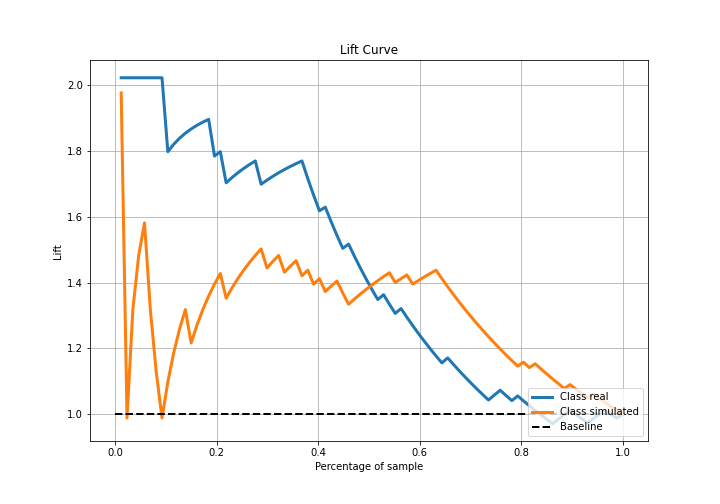 Lift Curve
Lift
2.0
1.8
1.6
1.4
1.2
1.0
0.0 0.2 0.4 0.6 0.8 1.0
Percentage of sample
Class real
Class simulated
Baseline